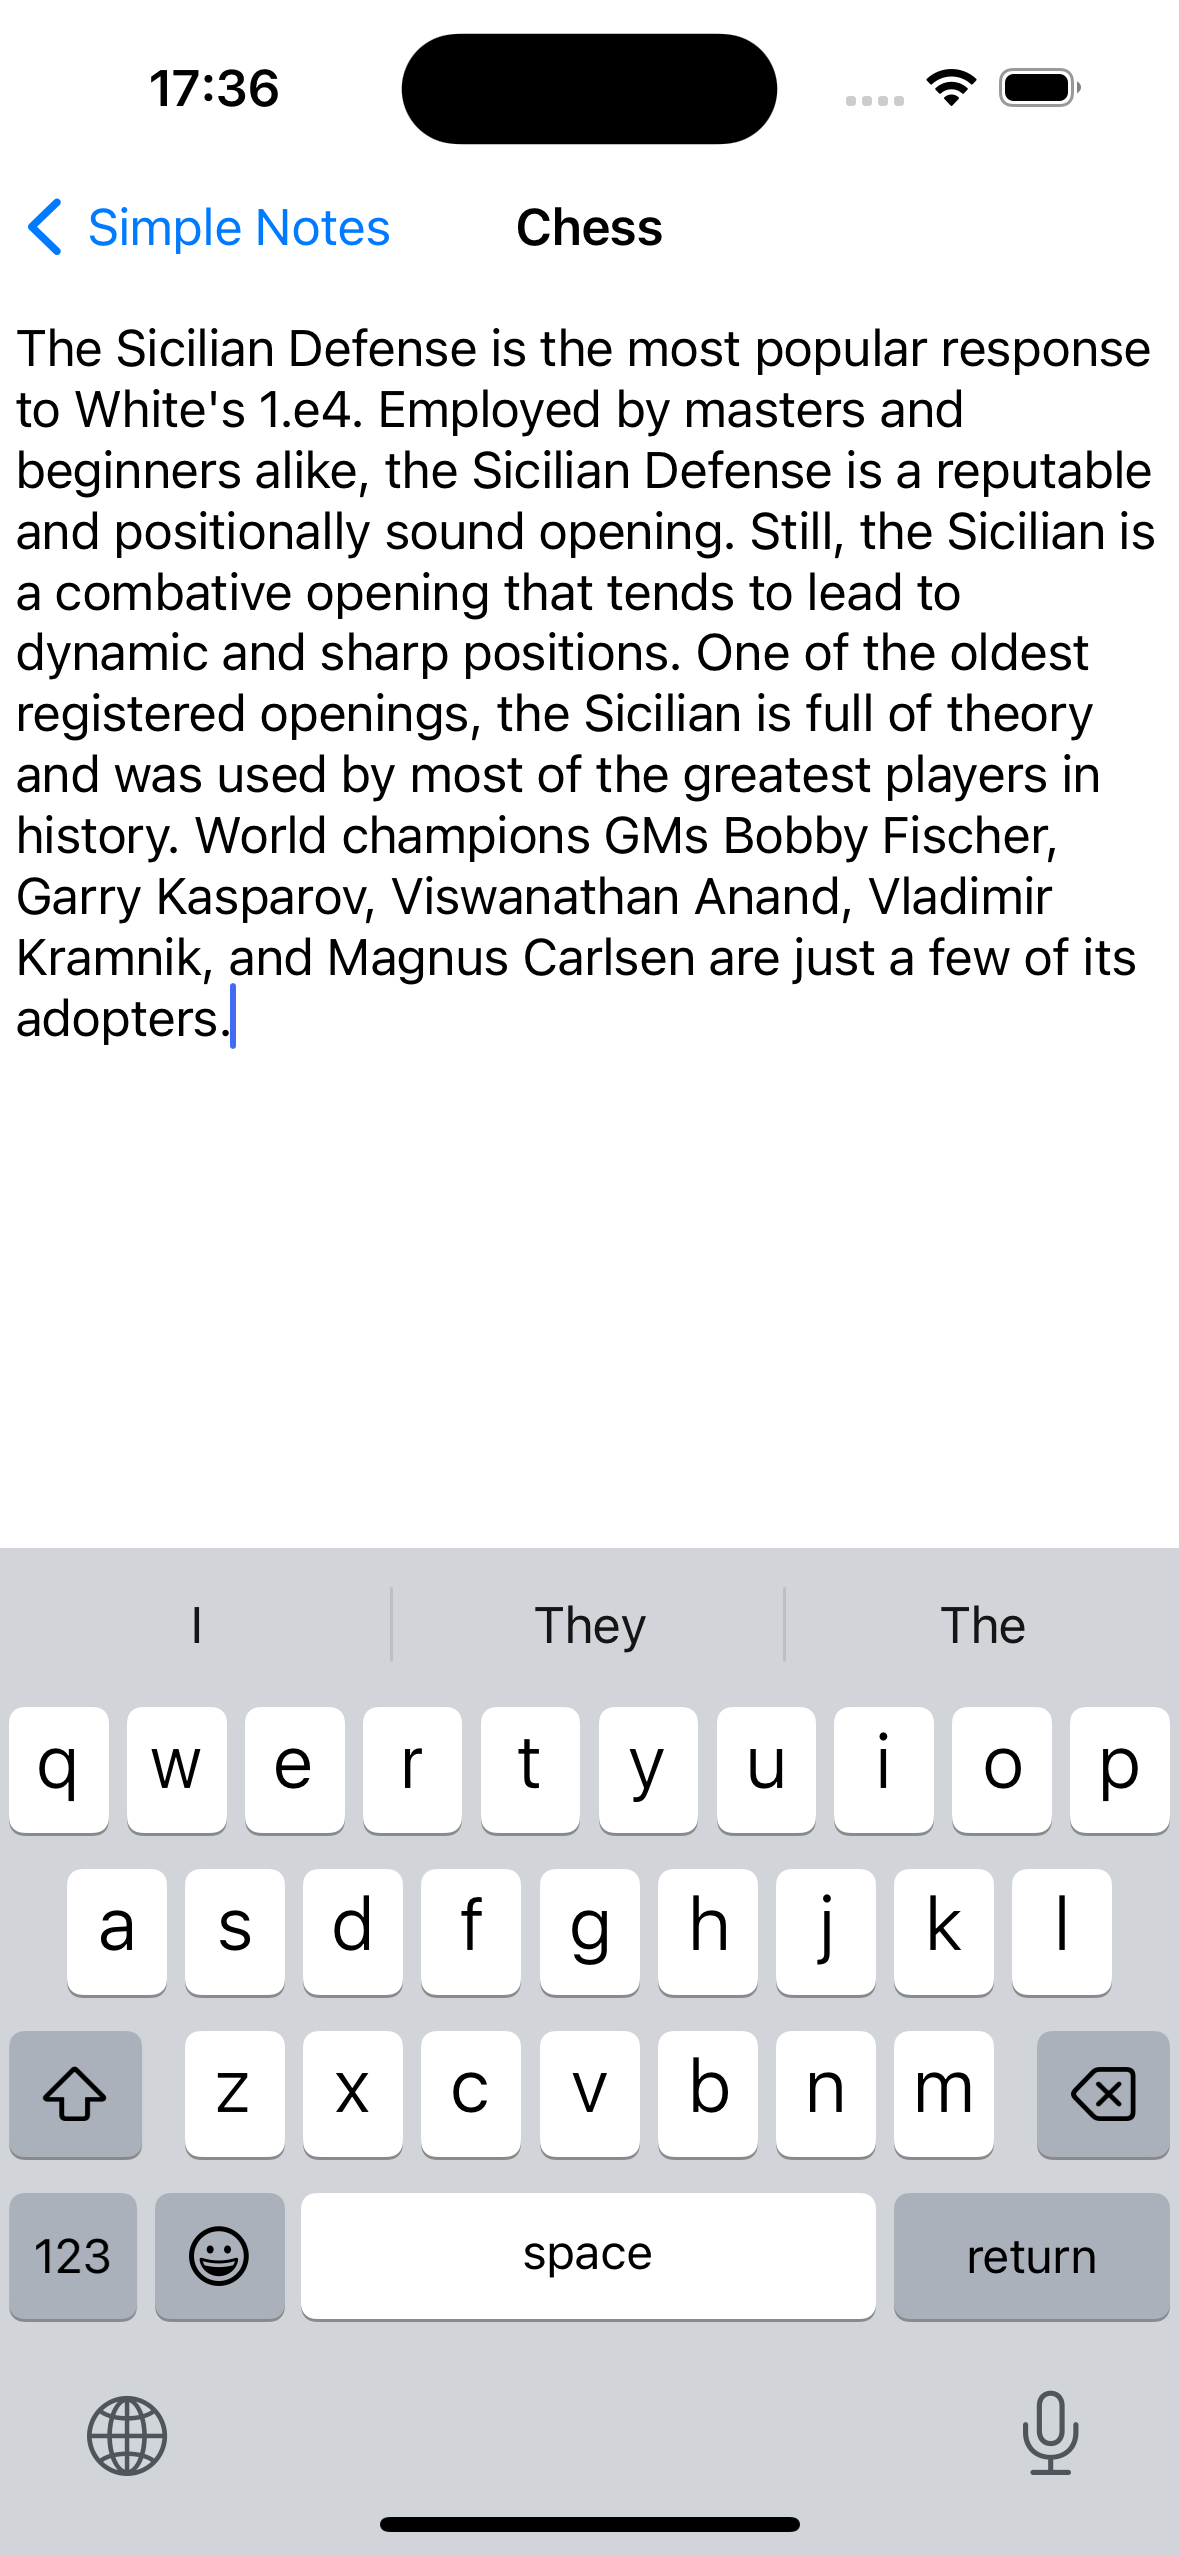 17:36
Simple Notes
Chess
The Sicilian Defense is the most popular response
to White's 1.e4. Employed by masters and
beginners alike, the Sicilian Defense is a reputable
and positionally sound opening. Still, the Sicilian is
a combative opening that tends to lead to
dynamic and sharp positions. One of the oldest
registered openings, the Sicilian is full of theory
and was used by most of the greatest players in
history. World champions GMs Bobby Fischer,
Garry Kasparov, Viswanathan Anand, Vladimir
Kramnik, and Magnus Carlsen are just a few of its
adopters.
I They The
q w e r t y u i o p
a s d f g h j k l
z x c v b n m
123 space return